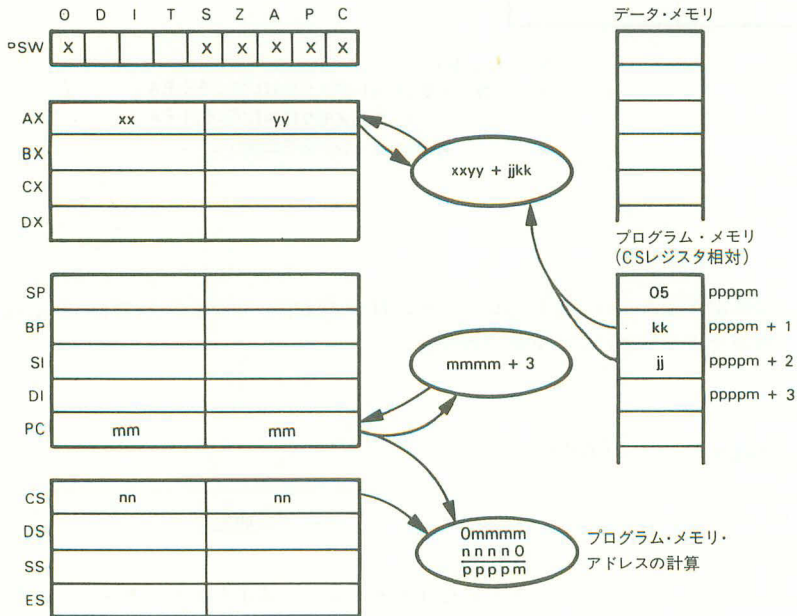 O D I T S Z A P C
PSW X X X X X X
データ・メモリ
AX xx yy
BX
CX
DX
xxyy + jjkk
プログラム・メモリ
(CSレジスタ相対)
05 ppppm
kk ppppm + 1
jj ppppm + 2
ppppm + 3
SP
BP
SI
DI
PC mm mm
mmmm + 3
CS nn nn
DS
SS
ES
0mmmm
nnnn0
ppppm
プログラム・メモリ・
アドレスの計算